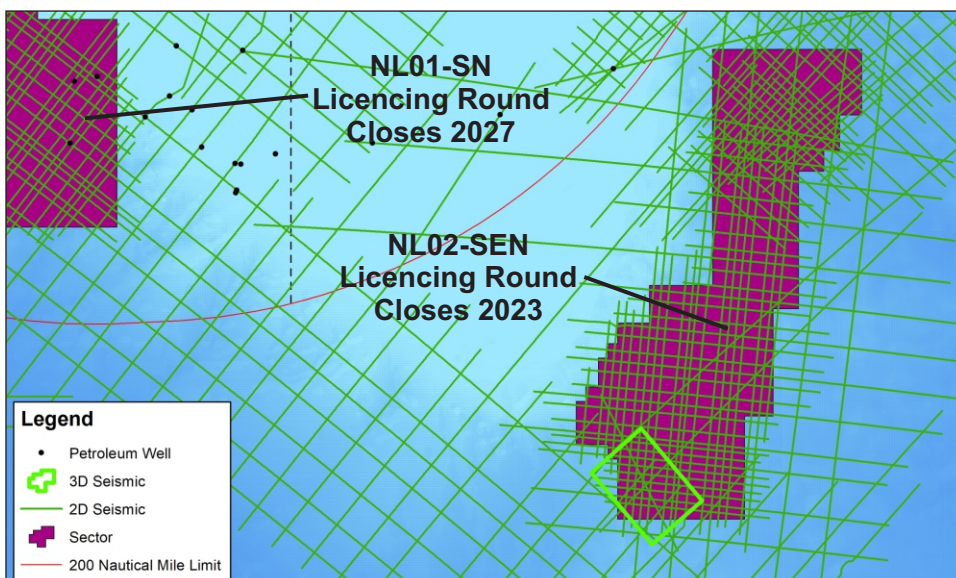 NL01-SN
Licencing Round
Closes 2027
NL02-SEN
Licencing Round
Closes 2023
Legend
Petroleum Well
3D Seismic
2D Seismic
Sector
200 Nautical Mile Limit